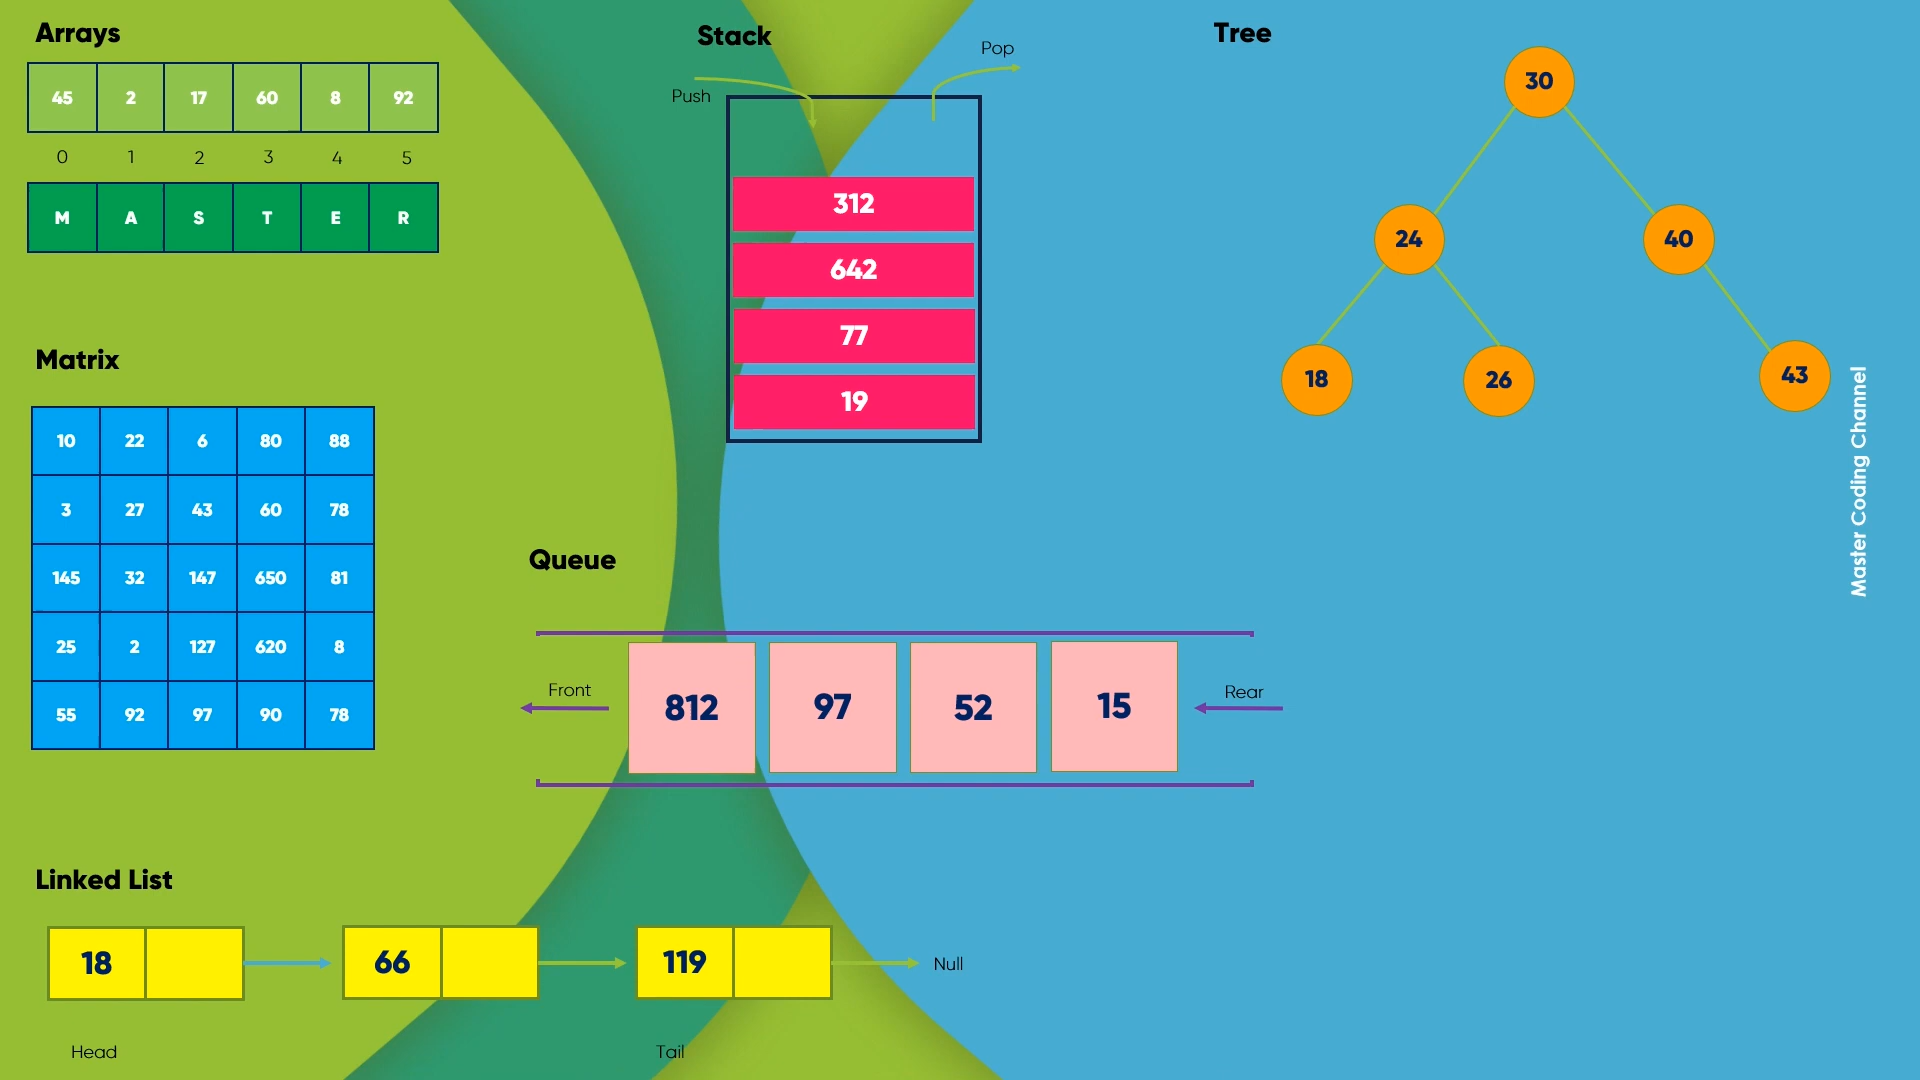 Arrays
45 2 17 60 8 92
0 1 2 3 4 5
M A S T E R
Matrix
10 22 6 80 88
3 27 43 60 78
145 32 147 650 81
25 2 127 620 8
55 92 97 90 78
Linked List
18 66 119 Null
Head Tail
Stack
Push
Pop
312
642
77
19
Queue
Front 812 97 52 15 Rear
Tree
30
24 40
18 26 43
Master Coding Channel